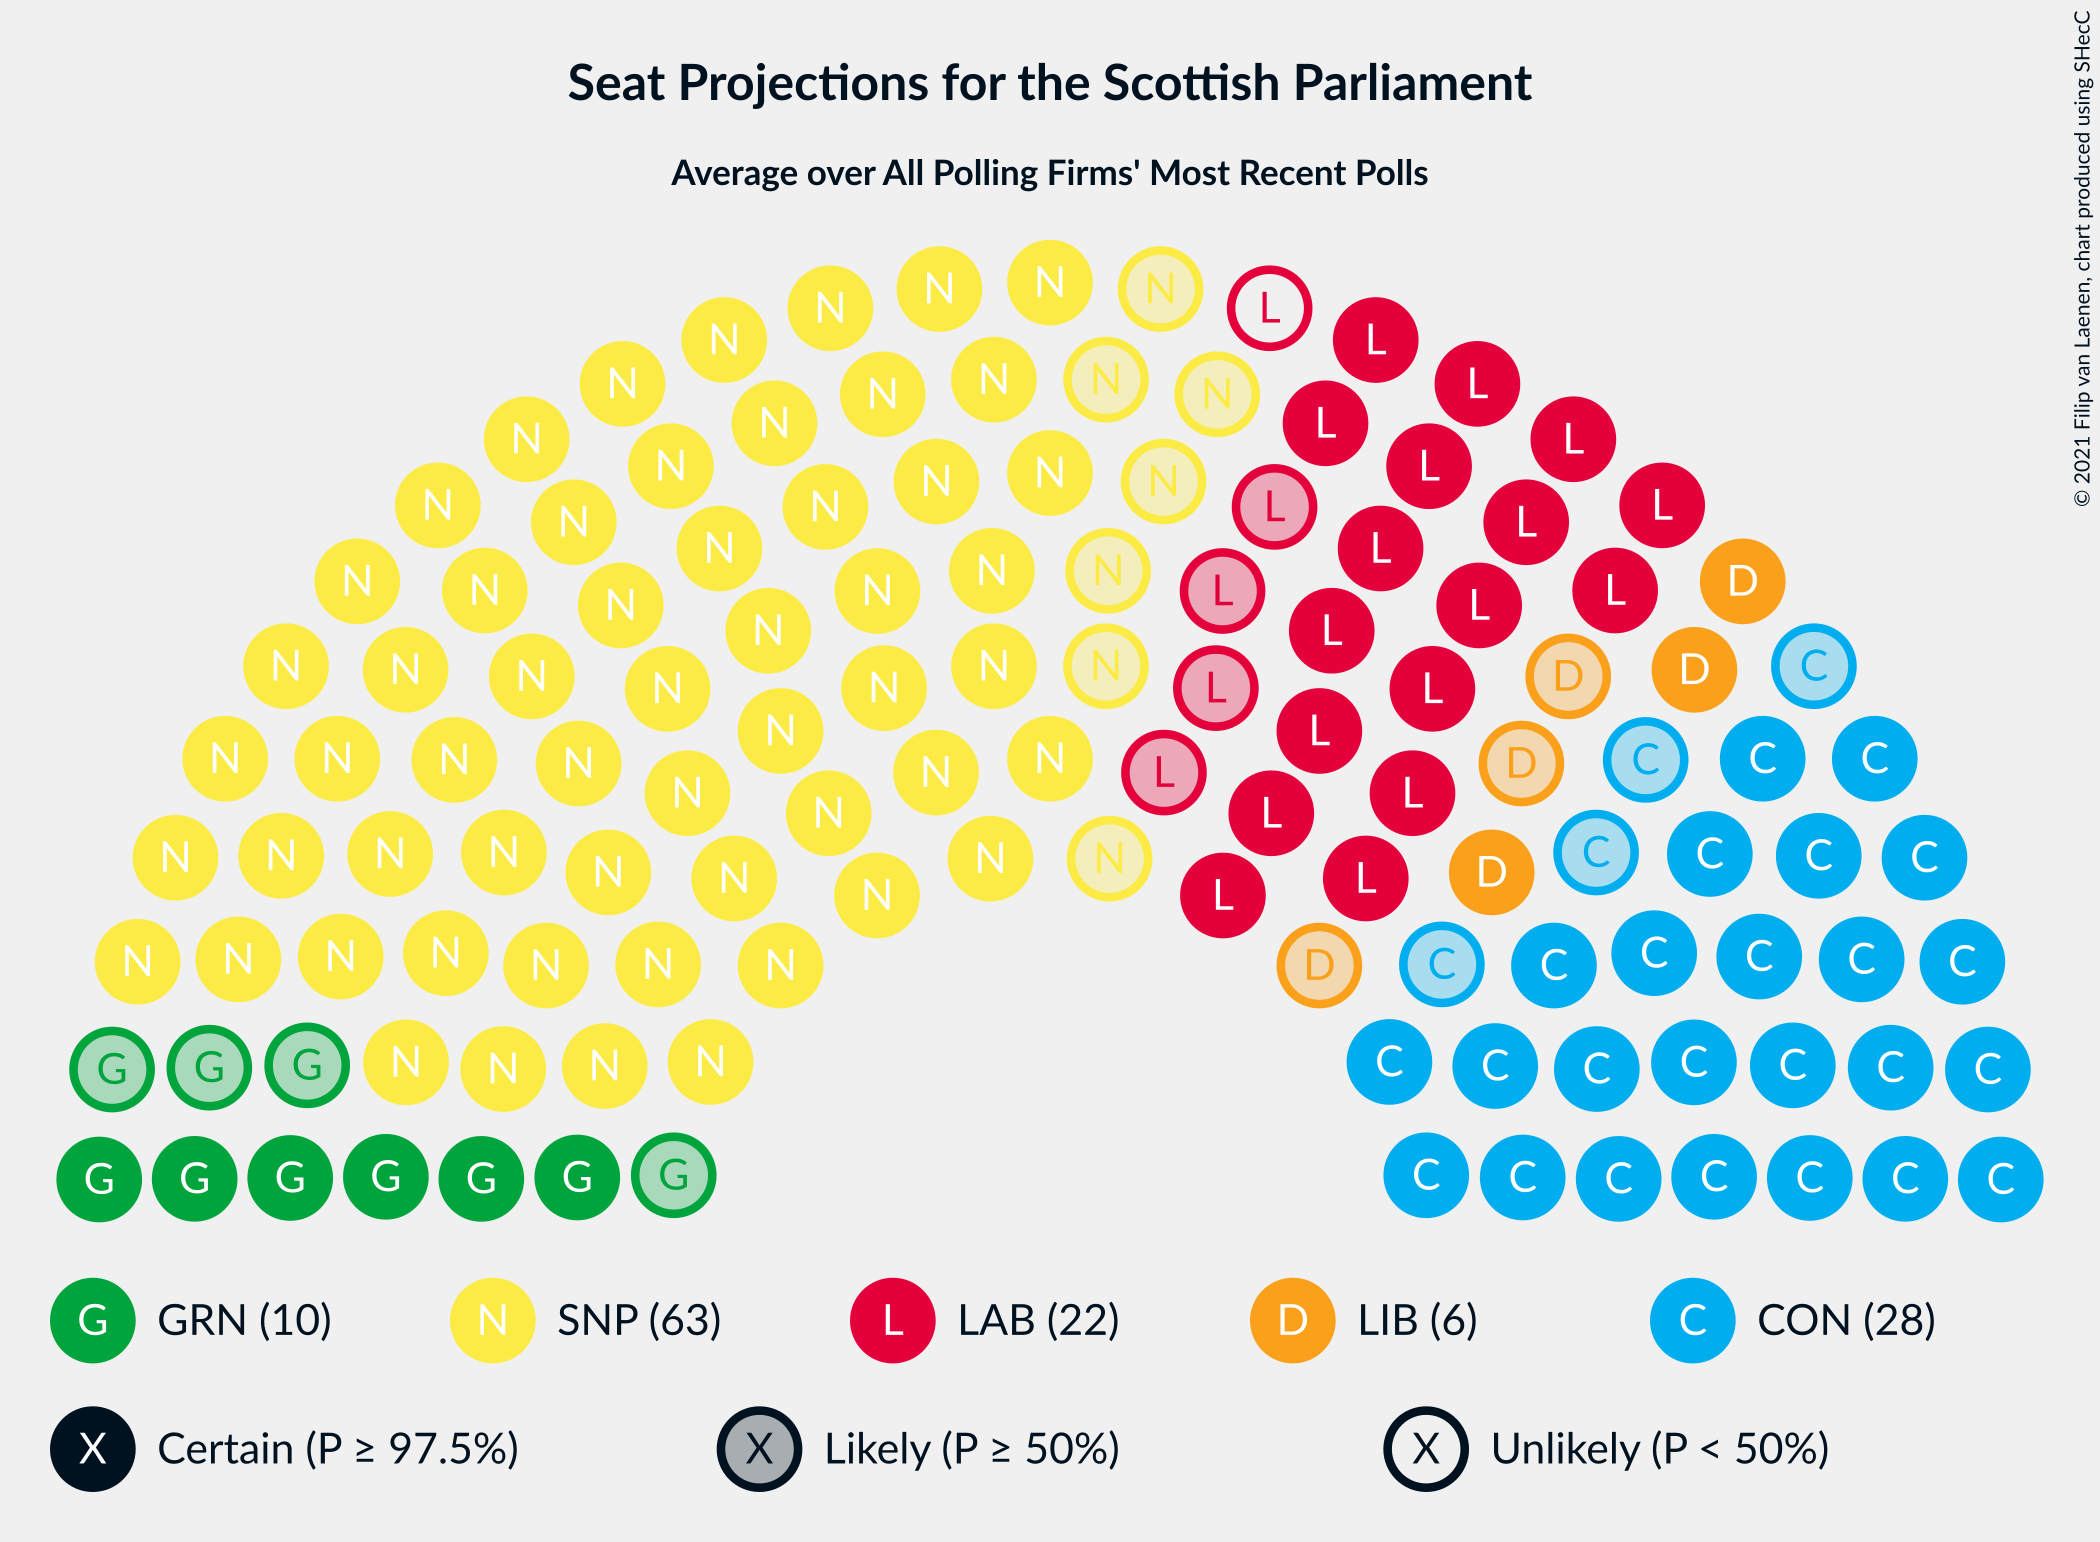 Seat Projections for the Scottish Parliament
Average over All Polling Firms' Most Recent Polls
© 2021 Filip van Laenen, chart produced using SHecC
N N N N L
N L
N N N N N L
N N L L
N N N N L
N N N L L L
N N N N N N L L L D
N N L L
N N N N N N N L L D D C
N N N N N N N N L L L D C C C
N N N N N N N N N N L L L D C C C C
N N N N N N N D C C C C C C
G G G N N N N C C C C C C C
G G G G G G G C C C C C C C
G GRN (10) N SNP (63) L LAB (22) D LIB (6) C CON (28)
X Certain (P ≥ 97.5%) X Likely (P ≥ 50%) X Unlikely (P < 50%)